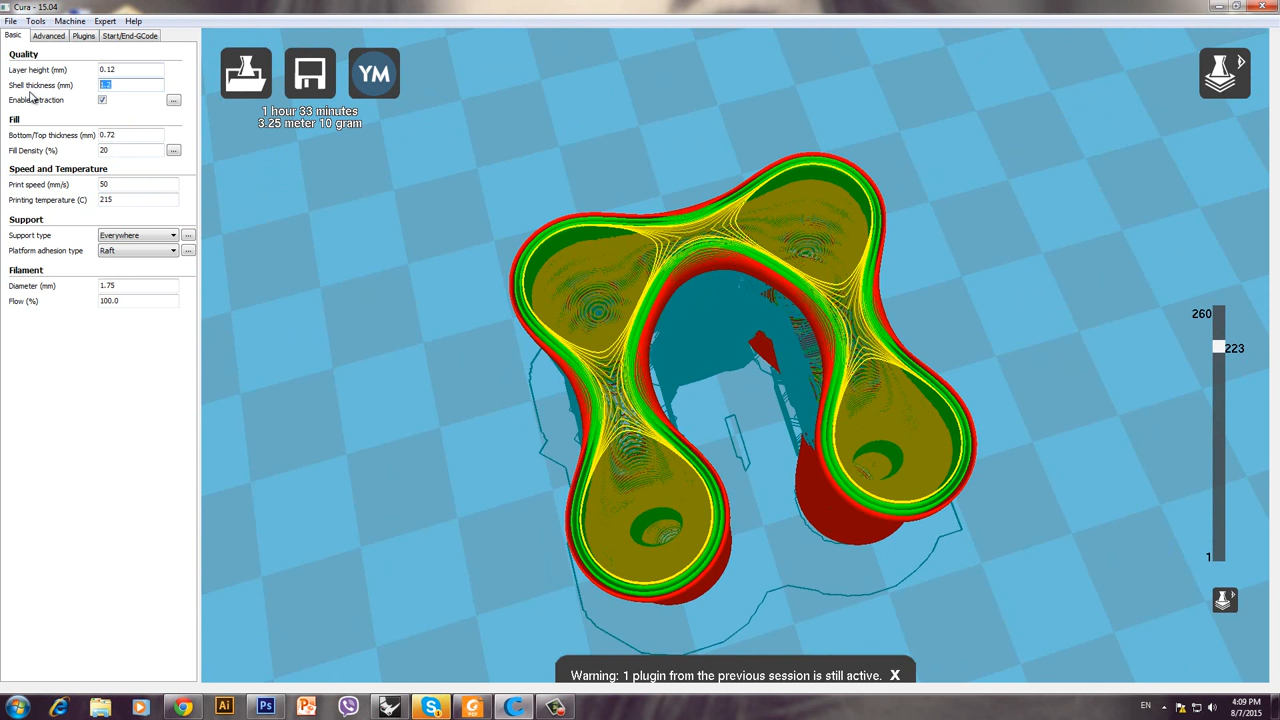 Cura - 15.04
File Tools Machine Expert Help
Basic Advanced Plugins Start/End-GCode
Quality
Layer height (mm) 0.12
Shell thickness (mm) 1.2
Enable retraction ...
Fill
Bottom/Top thickness (mm) 0.72
Fill Density (%) 20 ...
Speed and Temperature
Print speed (mm/s) 50
Printing temperature (C) 215
Support
Support type Everywhere ...
Platform adhesion type Raft ...
Filament
Diameter (mm) 1.75
Flow (%) 100.0
YM
1 hour 33 minutes
3.25 meter 10 gram
260
223
1
Warning: 1 plugin from the previous session is still active. X
Ai Ps
EN 4:09 PM
8/7/2015